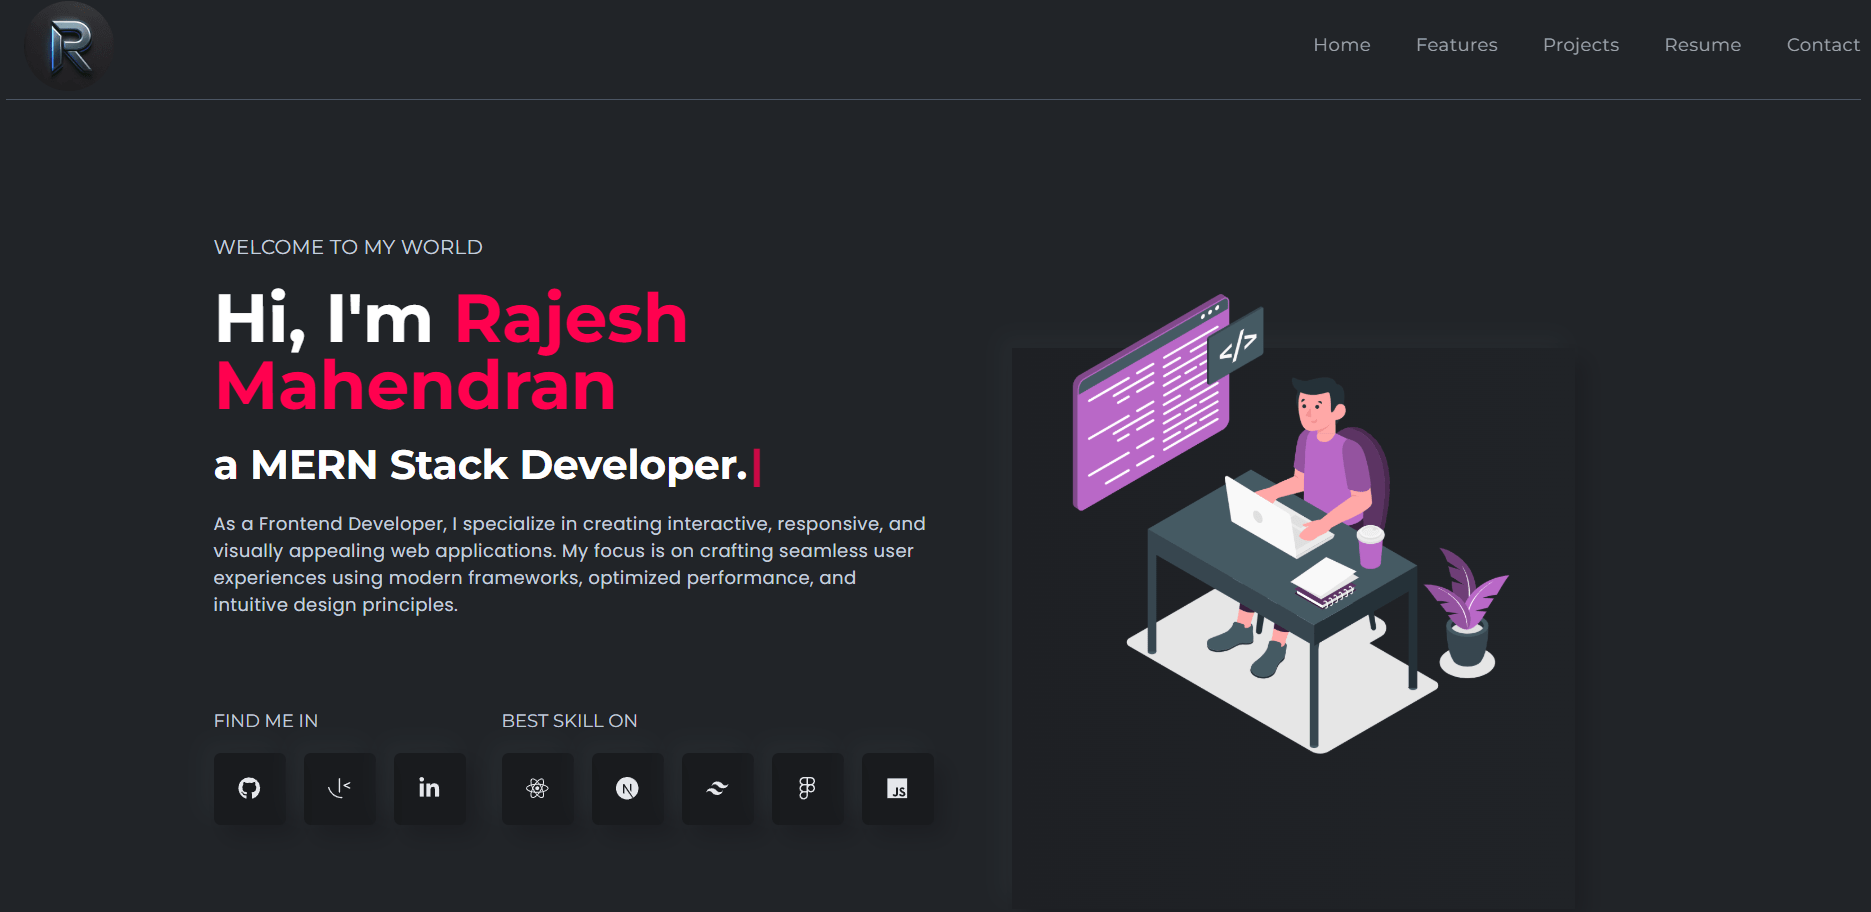 R
Home Features Projects Resume Contact
WELCOME TO MY WORLD
Hi, I'm Rajesh
Mahendran
a MERN Stack Developer.
As a Frontend Developer, I specialize in creating interactive, responsive, and
visually appealing web applications. My focus is on crafting seamless user
experiences using modern frameworks, optimized performance, and
intuitive design principles.
</>
FIND ME IN
BEST SKILL ON
in
N
JS